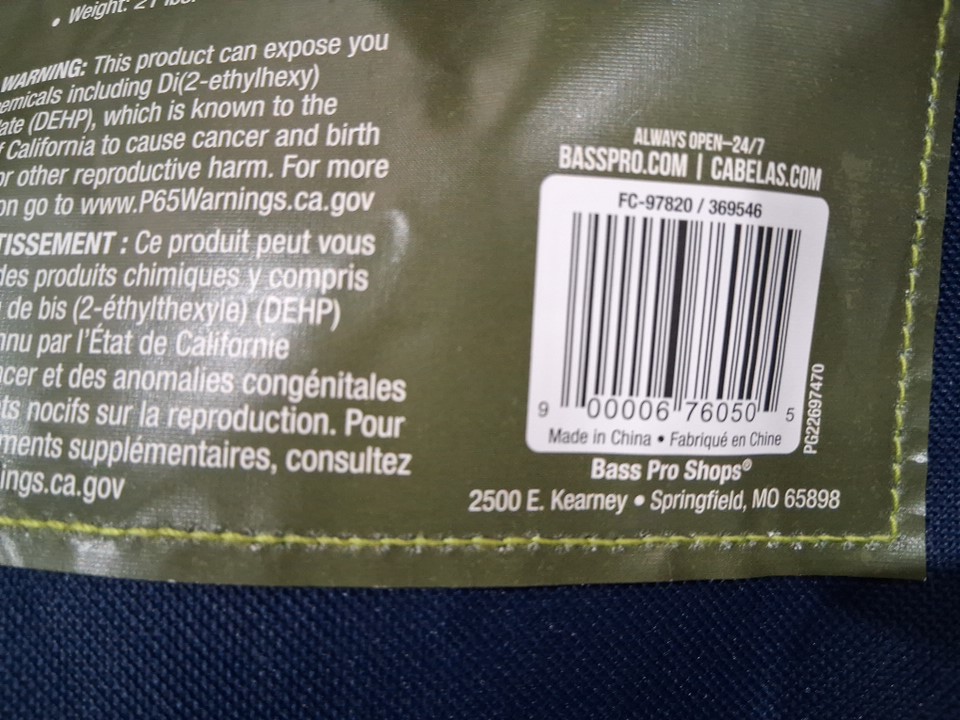 • Weight: 21 lbs.
WARNING: This product can expose you
emicals including Di(2-ethylhexy)
ate (DEHP), which is known to the
f California to cause cancer and birth
or other reproductive harm. For more
on go to www.P65Warnings.ca.gov
TISSEMENT : Ce produit peut vous
des produits chimiques y compris
de bis (2-éthylthexyle) (DEHP)
nnu par l'État de Californie
ncer et des anomalies congénitales
ts nocifs sur la reproduction. Pour
ments supplémentaires, consultez
ings.ca.gov
ALWAYS OPEN–24/7
BASSPRO.COM | CABELAS.COM
FC-97820 / 369546
9 00006 76050 5
Made in China • Fabriqué en Chine
PG22697470
Bass Pro Shops®
2500 E. Kearney • Springfield, MO 65898